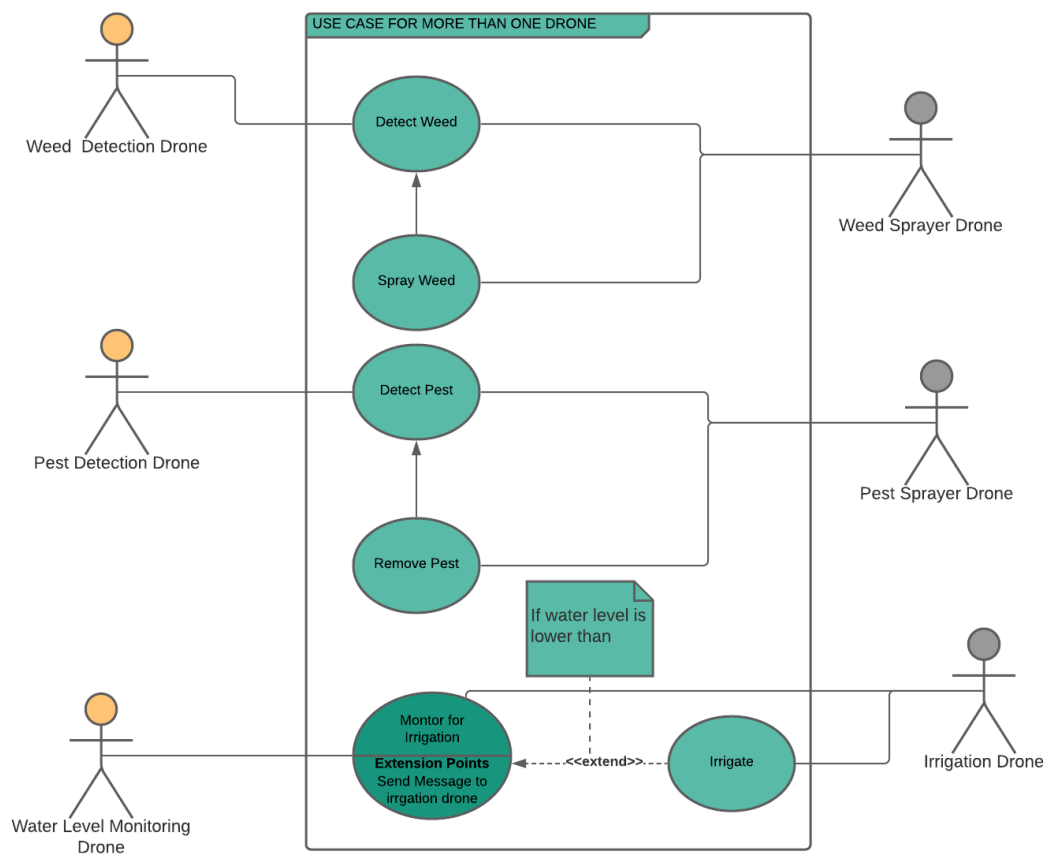 USE CASE FOR MORE THAN ONE DRONE
Detect Weed
Weed  Detection Drone
Weed Sprayer Drone
Spray Weed
Detect Pest
Pest Detection Drone
Pest Sprayer Drone
Remove Pest
If water level is
lower than
Montor for
Irrigation
Extension Points
Send Message to
irrgation drone
<<extend>>
Irrigate
Irrigation Drone
Water Level Monitoring
Drone